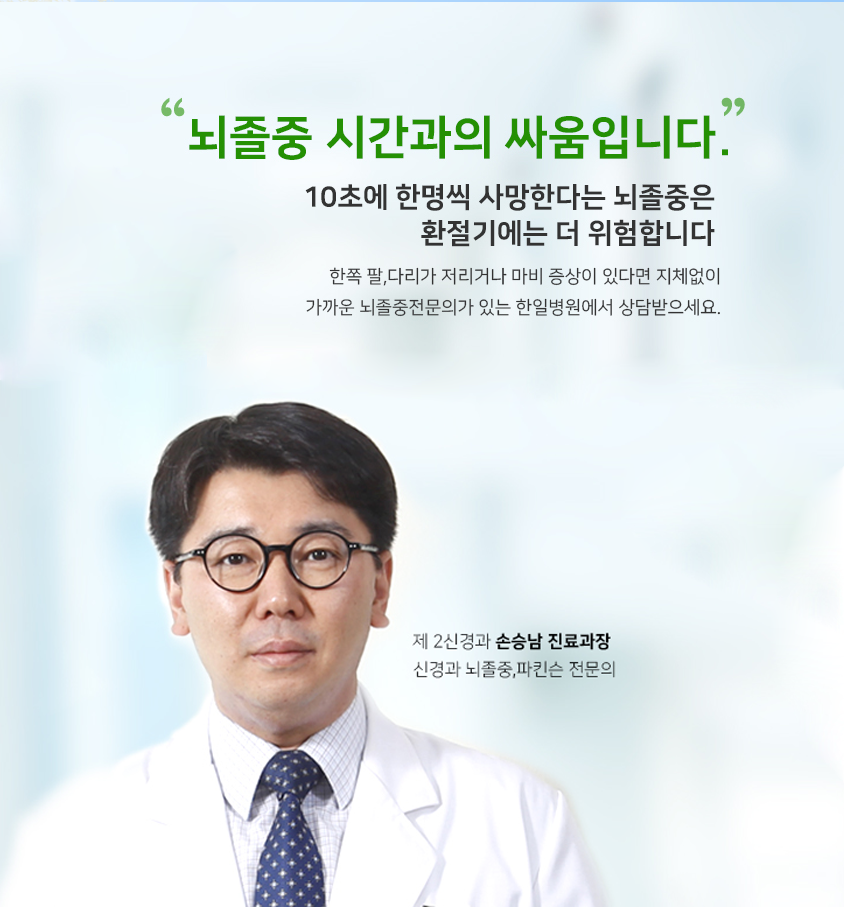 “뇌졸중 시간과의 싸움입니다.”
10초에 한명씩 사망한다는 뇌졸중은
환절기에는 더 위험합니다
한쪽 팔,다리가 저리거나 마비 증상이 있다면 지체없이
가까운 뇌졸중전문의가 있는 한일병원에서 상담받으세요.
제 2신경과 손승남 진료과장
신경과 뇌졸중,파킨슨 전문의